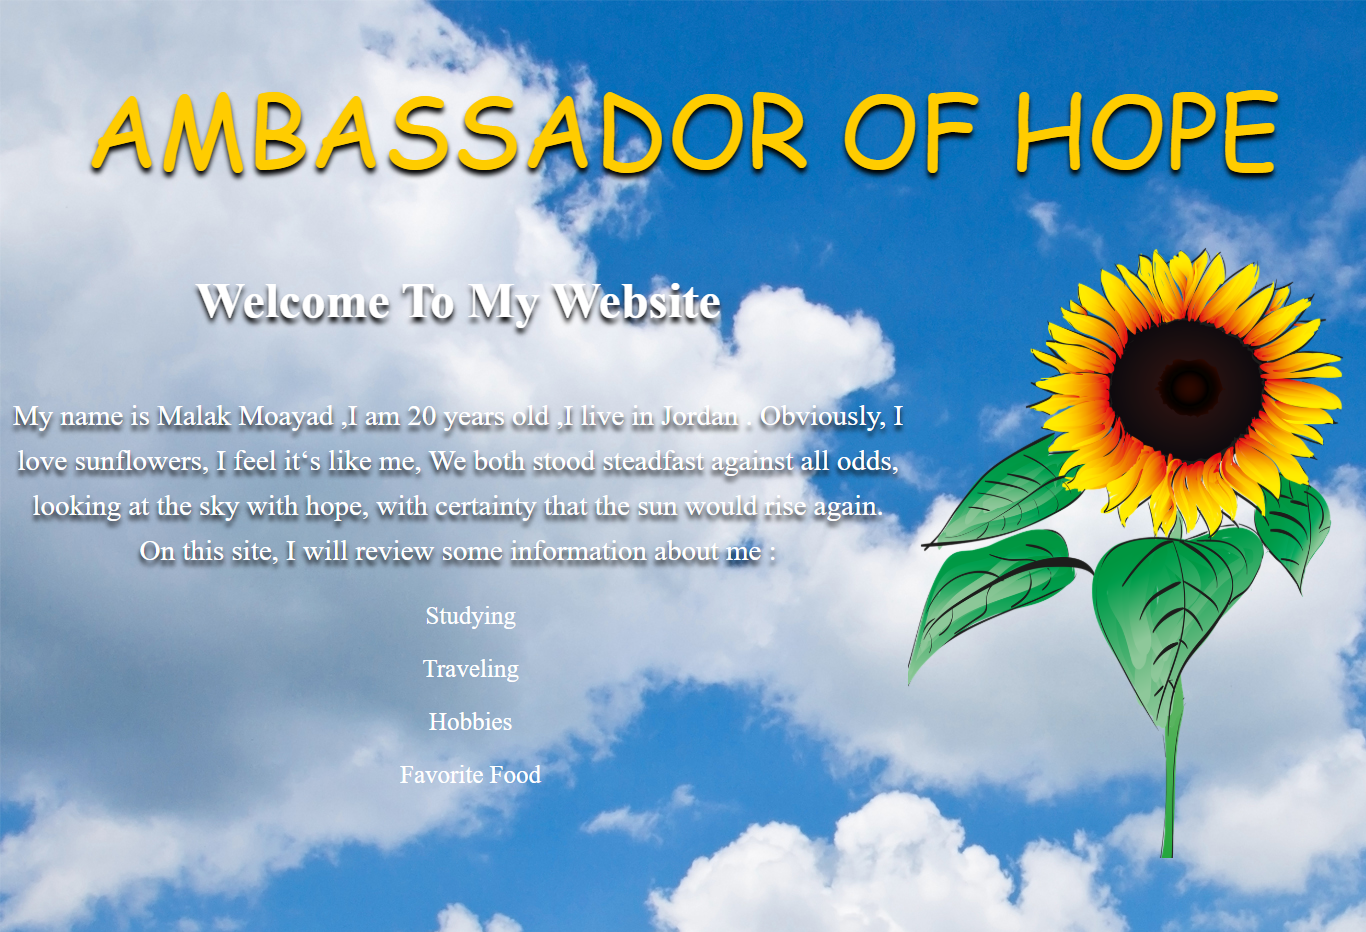 AMBASSADOR OF HOPE
Welcome To My Website
My name is Malak Moayad ,I am 20 years old ,I live in Jordan . Obviously, I
love sunflowers, I feel it‘s like me, We both stood steadfast against all odds,
looking at the sky with hope, with certainty that the sun would rise again.
On this site, I will review some information about me :
Studying
Traveling
Hobbies
Favorite Food